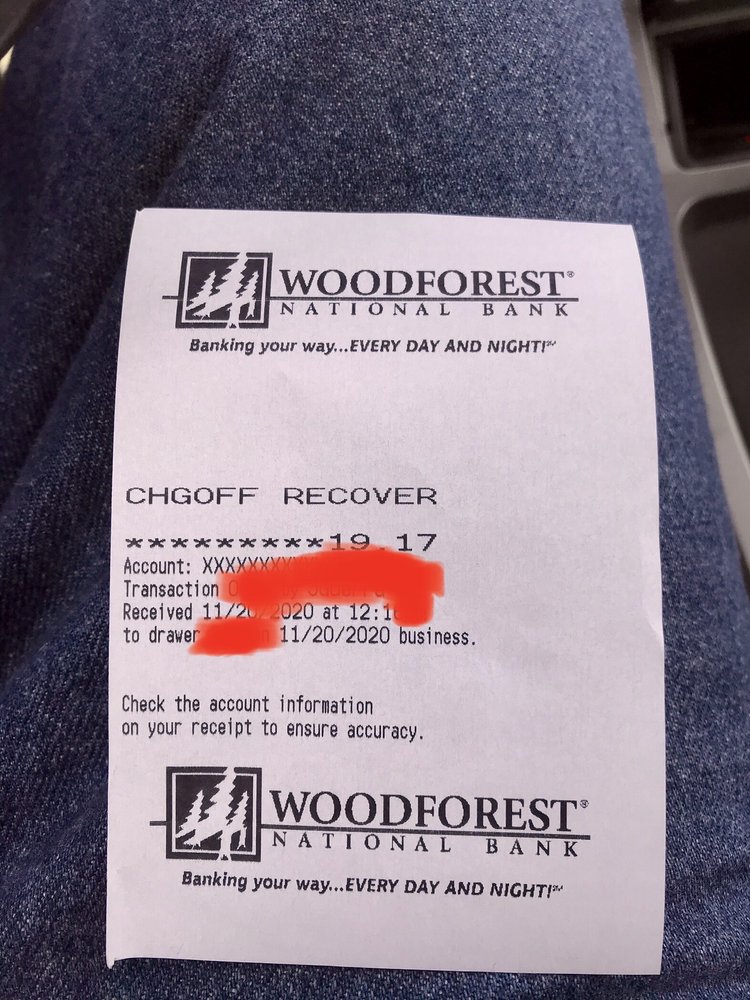 WOODFOREST®
NATIONAL BANK
Banking your way...EVERY DAY AND NIGHT!℠
CHGOFF RECOVER
*********19.17
Account: XXXXXXXXX
Transaction
Received 11/20/2020 at 12:1
to drawer 11/20/2020 business.
Check the account information
on your receipt to ensure accuracy.
WOODFOREST®
NATIONAL BANK
Banking your way...EVERY DAY AND NIGHT!℠